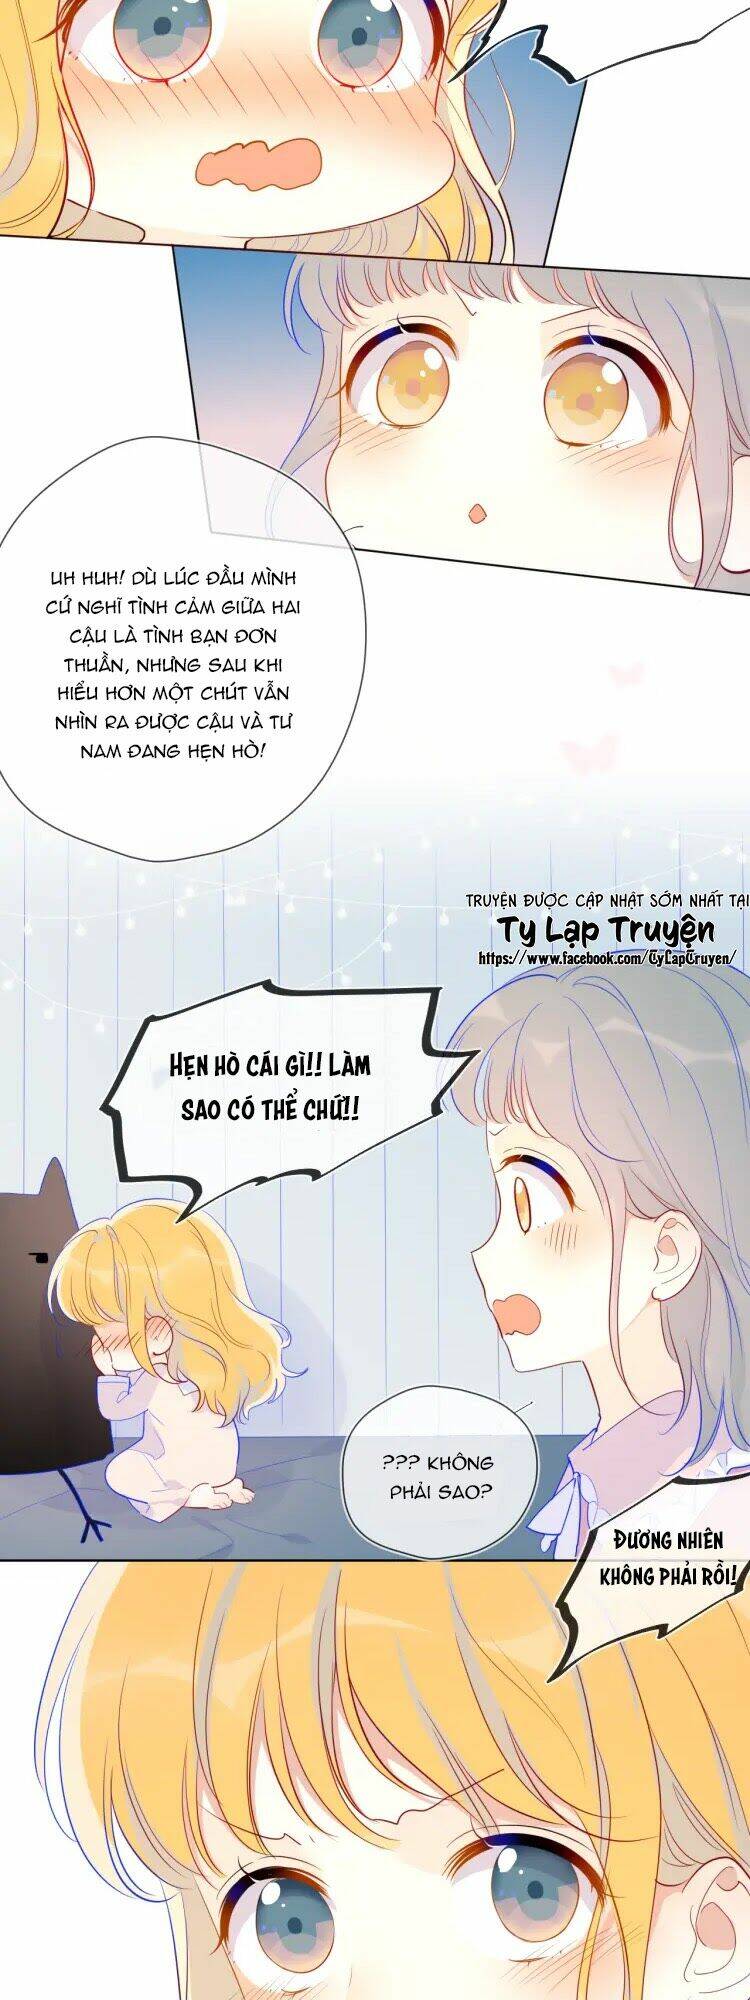 UH HUH! DÙ LÚC ĐẦU MÌNH
CỨ NGHĨ TÌNH CẢM GIỮA HAI
CẬU LÀ TÌNH BẠN ĐƠN
THUẦN, NHƯNG SAU KHI
HIỂU HƠN MỘT CHÚT VẪN
NHÌN RA ĐƯỢC CẬU VÀ TƯ
NAM ĐANG HẸN HÒ!
TRUYỆN ĐƯỢC CẬP NHẬT SỚM NHẤT TẠI
Ty Lạp Truyện
https://www.facebook.com/TyLapTruyen/
HẸN HÒ CÁI GÌ!! LÀM
SAO CÓ THỂ CHỨ!!
??? KHÔNG
PHẢI SAO?
ĐƯƠNG NHIÊN
KHÔNG PHẢI RỒI!